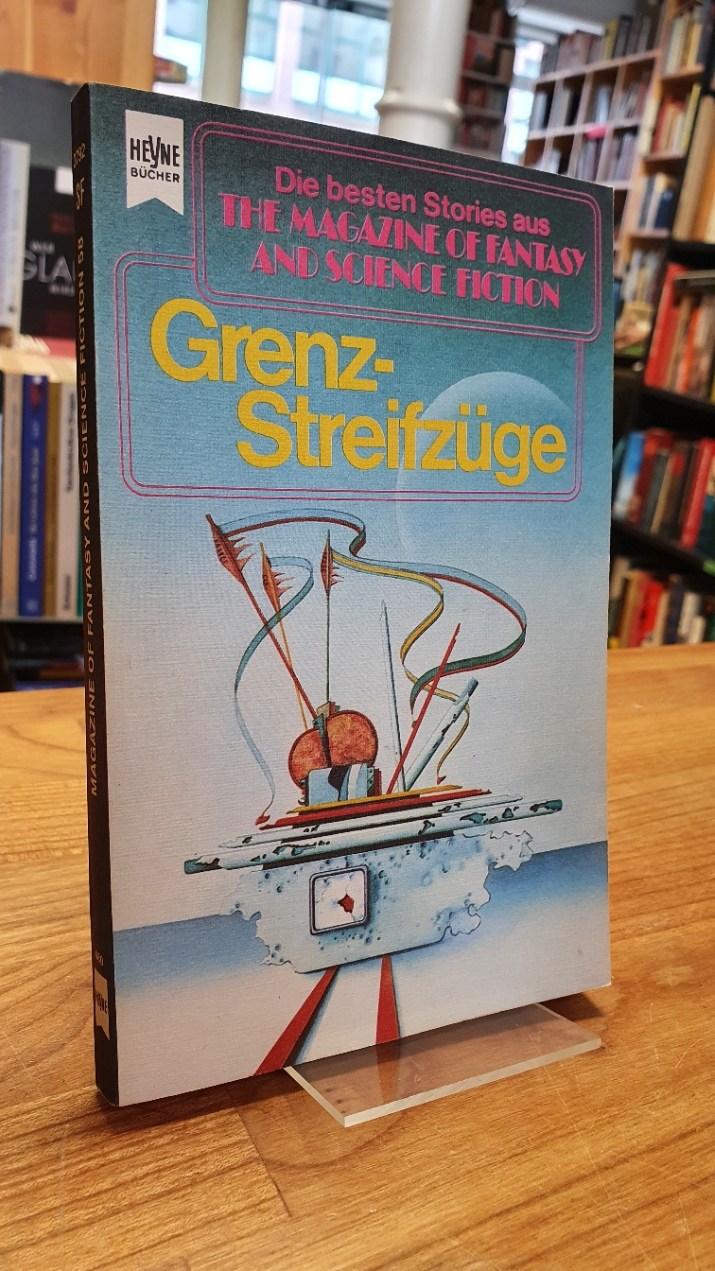 HEYNE
BÜCHER
Die besten Stories aus
THE MAGAZINE OF FANTASY
AND SCIENCE FICTION
Grenz-
Streifzüge
MAGAZINE OF FANTASY AND SCIENCE FICTION 58
HEYNE